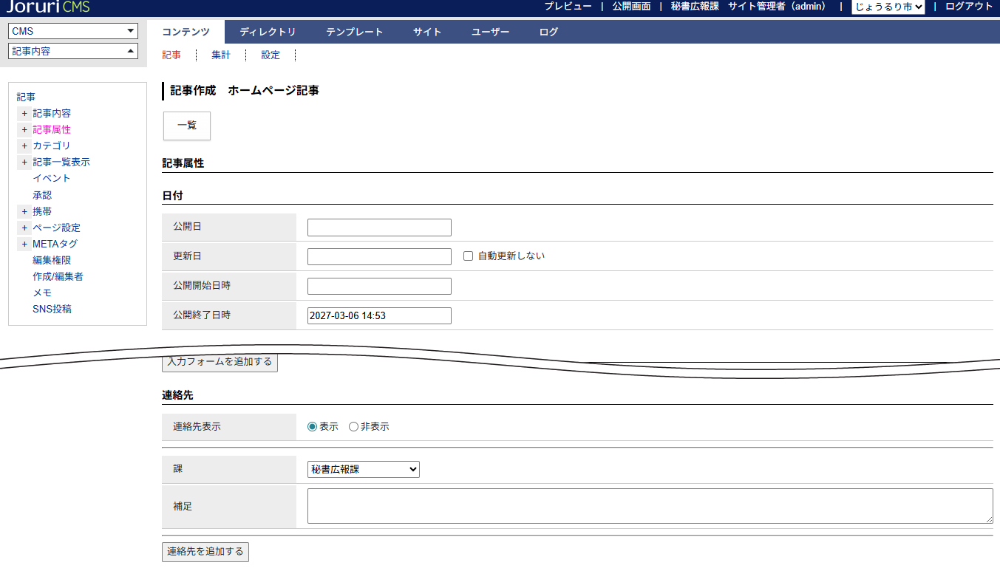 Joruri CMS
プレビュー | 公開画面 | 秘書広報課 サイト管理者（admin） | じょうるり市 | ログアウト
CMS
記事内容
コンテンツ ディレクトリ テンプレート サイト ユーザー ログ
記事 集計 設定
記事
+ 記事内容
+ 記事属性
+ カテゴリ
+ 記事一覧表示
イベント
承認
+ 携帯
+ ページ設定
+ METAタグ
編集権限
作成/編集者
メモ
SNS投稿
記事作成 ホームページ記事
一覧
記事属性
日付
公開日
更新日 自動更新しない
公開開始日時
公開終了日時 2027-03-06 14:53
入力フォームを追加する
連絡先
連絡先表示 表示 非表示
課 秘書広報課
補足
連絡先を追加する